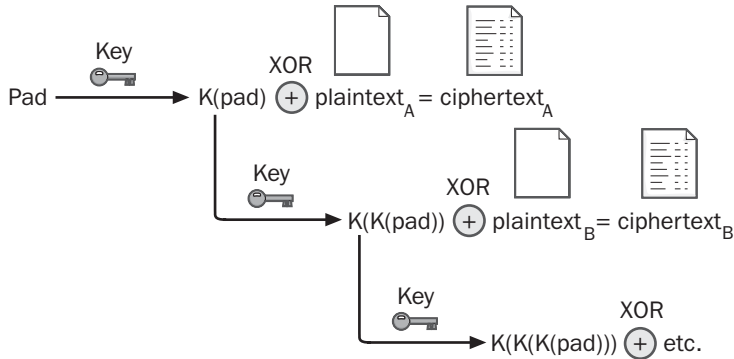 Key
XOR
Pad K(pad) + plaintext_A = ciphertext_A
Key
XOR
K(K(pad)) + plaintext_B = ciphertext_B
Key
XOR
K(K(K(pad))) + etc.